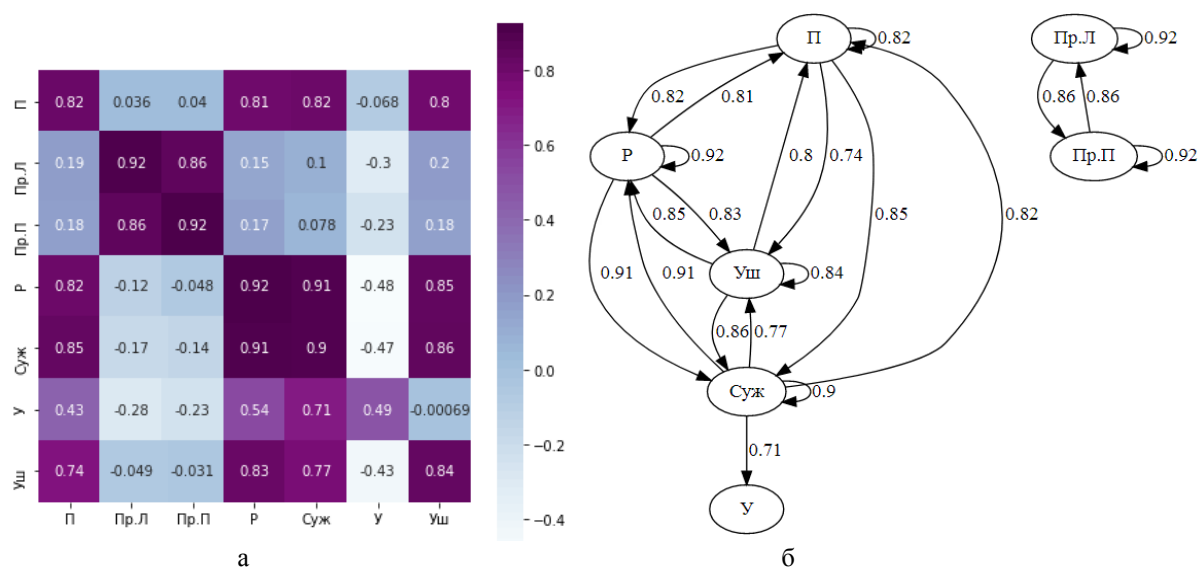 П 0.82 0.036 0.04 0.81 0.82 -0.068 0.8
Пр.Л 0.19 0.92 0.86 0.15 0.1 -0.3 0.2
Пр.П 0.18 0.86 0.92 0.17 0.078 -0.23 0.18
Р 0.82 -0.12 -0.048 0.92 0.91 -0.48 0.85
Суж 0.85 -0.17 -0.14 0.91 0.9 -0.47 0.86
У 0.43 -0.28 -0.23 0.54 0.71 0.49 -0.00069
Уш 0.74 -0.049 -0.031 0.83 0.77 -0.43 0.84
П Пр.Л Пр.П Р Суж У Уш
0.8
0.6
0.4
0.2
0.0
−0.2
−0.4
а
П 0.82
0.82 0.81
Р 0.92
0.8 0.74
0.85 0.83
0.91 0.91 0.85 0.82
Уш 0.84
0.86 0.77
Суж 0.9
0.71
У
Пр.Л 0.92
0.86 0.86
Пр.П 0.92
б